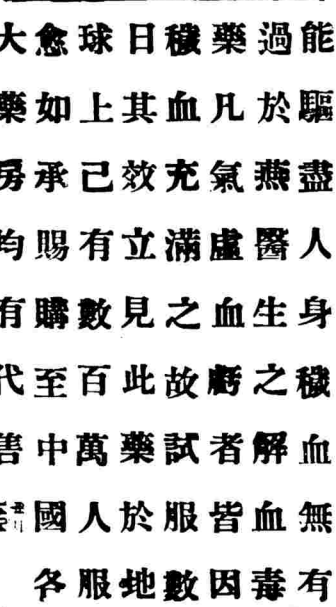 能驅盡人身穢血無有
過於燕醫生之解血毒
藥凡氣虛血虧者皆因
穢血充滿之故試服數
日其效立見此藥於地
球上己有數百萬人服
愈如承賜購至中國各
大藥房均有代售